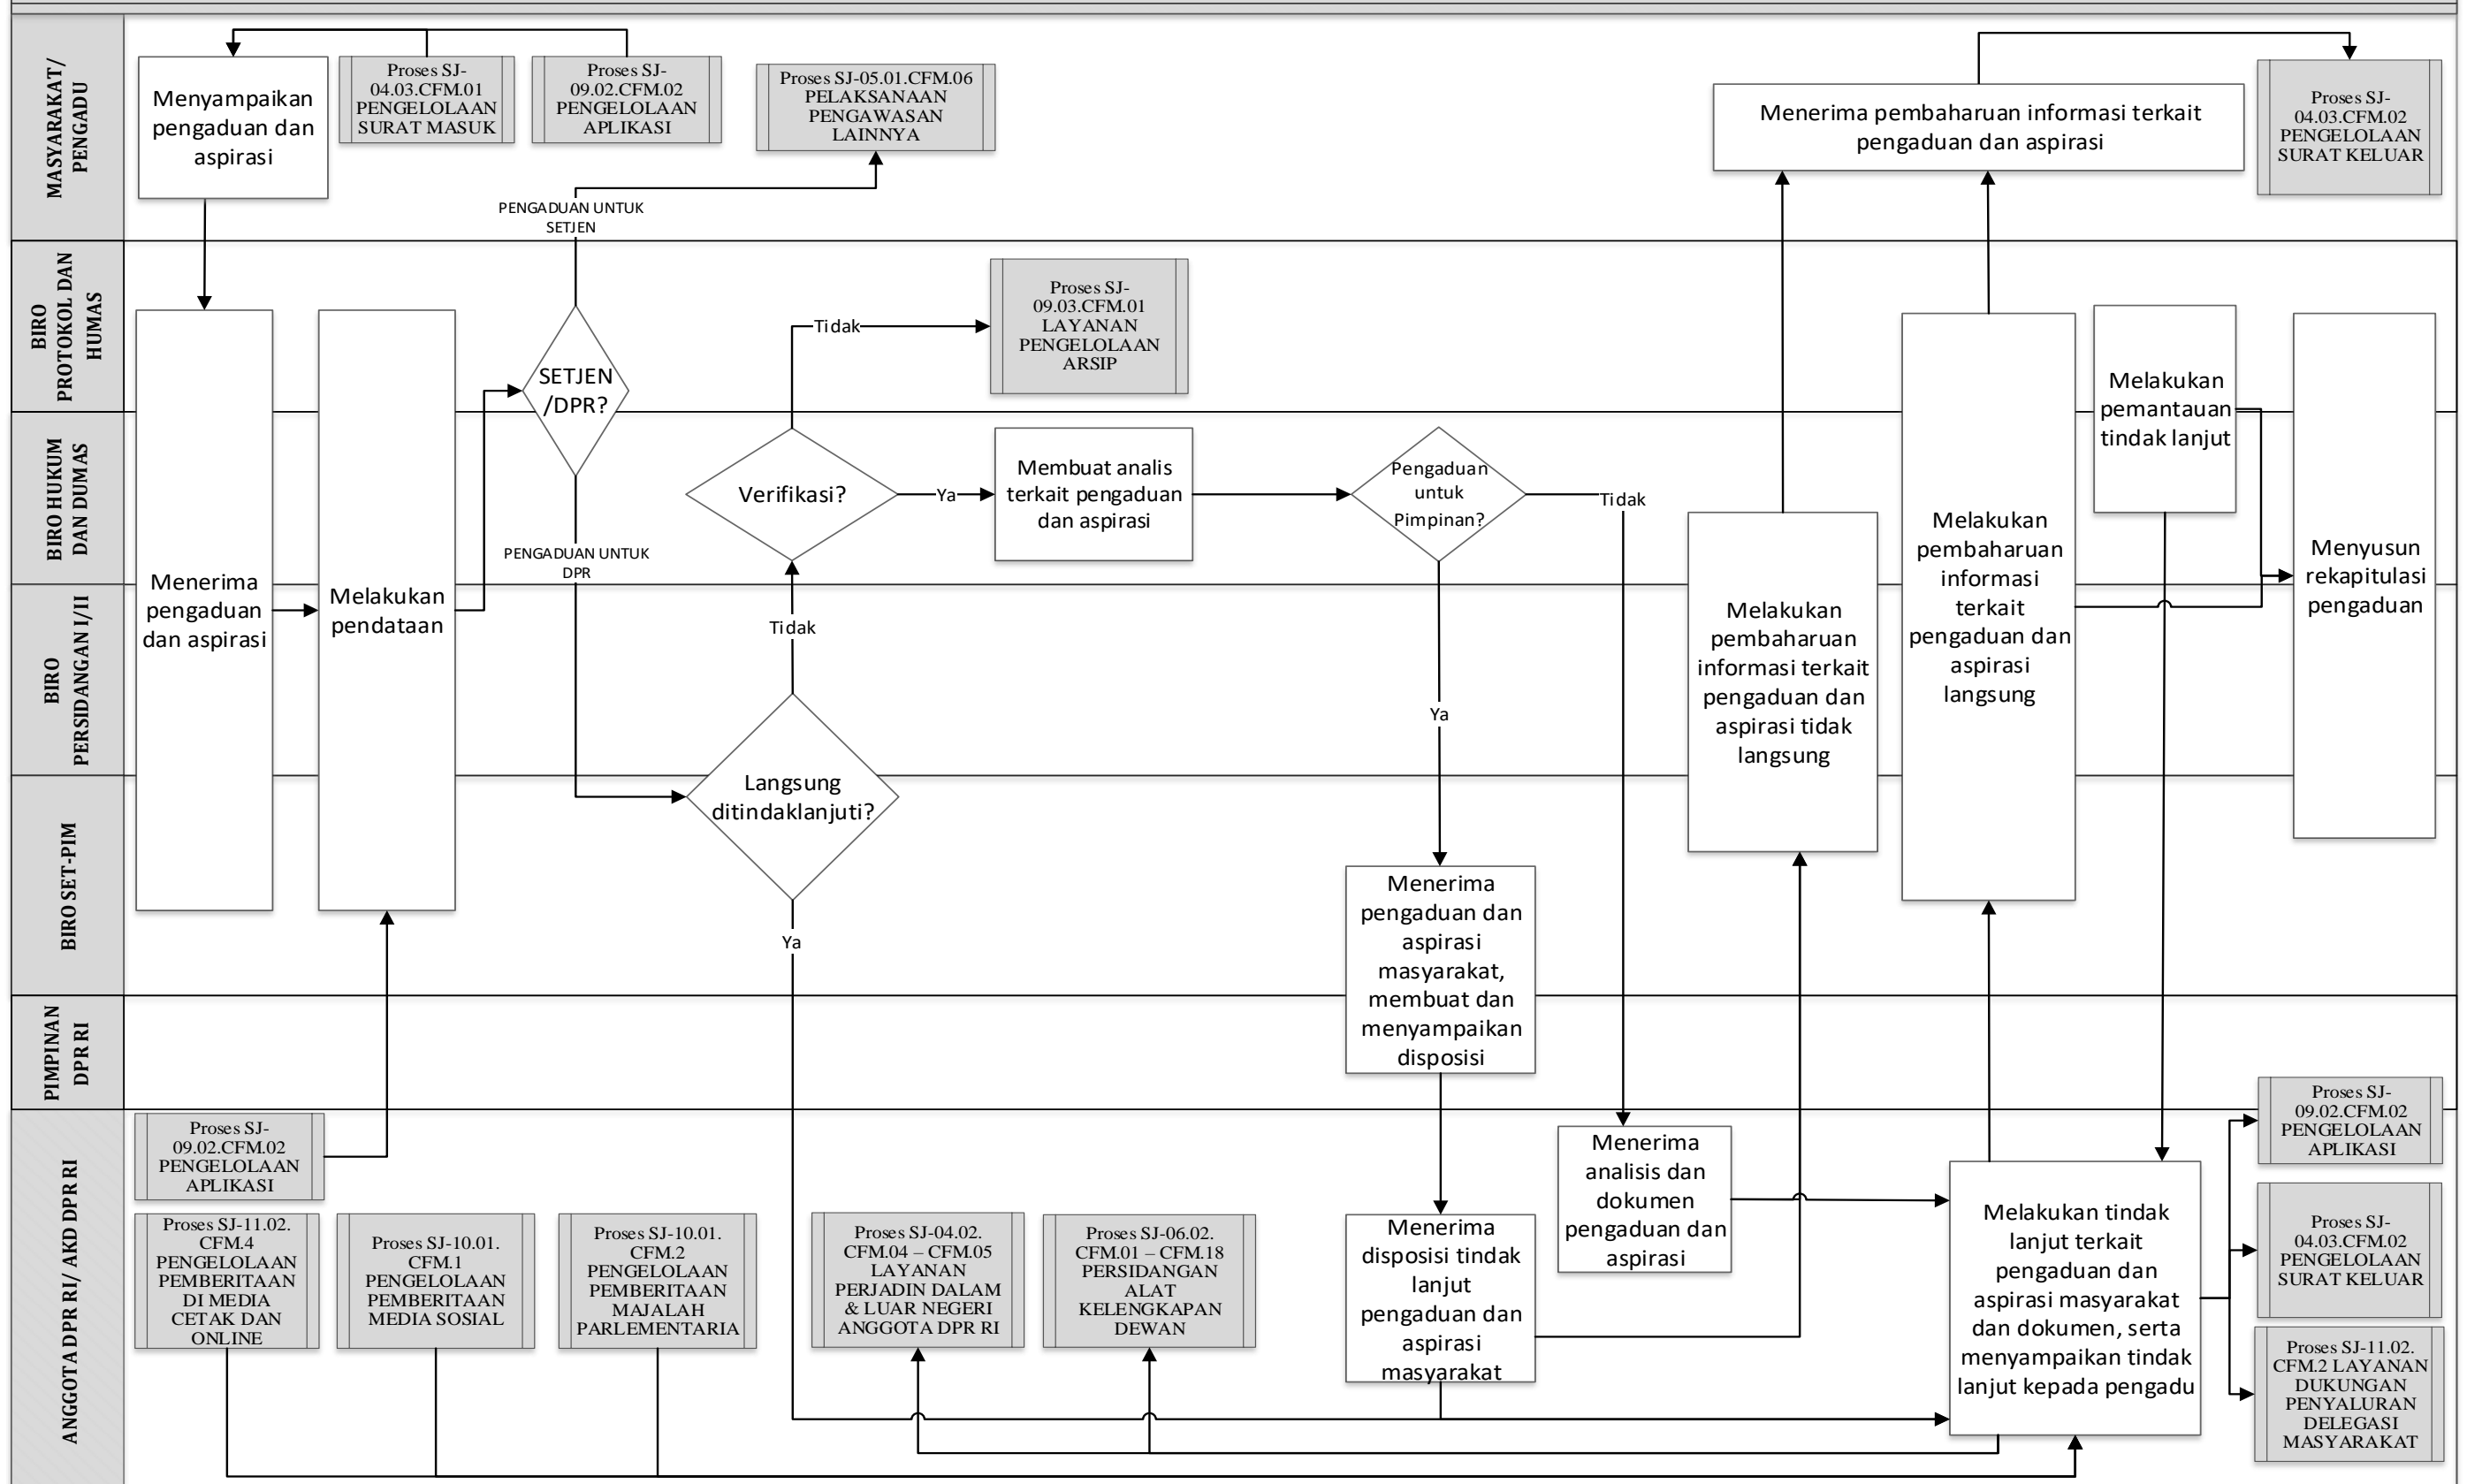 MASYARAKAT/
PENGADU
Menyampaikan
pengaduan dan
aspirasi
Proses SJ-
04.03.CFM.01
PENGELOLAAN
SURAT MASUK
Proses SJ-
09.02.CFM.02
PENGELOLAAN
APLIKASI
Proses SJ-05.01.CFM.06
PELAKSANAAN
PENGAWASAN
LAINNYA
Menerima pembaharuan informasi terkait
pengaduan dan aspirasi
Proses SJ-
04.03.CFM.02
PENGELOLAAN
SURAT KELUAR
PENGADUAN UNTUK
SETJEN
BIRO
PROTOKOL DAN
HUMAS
SETJEN
/DPR?
Tidak
Proses SJ-
09.03.CFM.01
LAYANAN
PENGELOLAAN
ARSIP
Melakukan
pemantauan
tindak lanjut
BIRO HUKUM
DAN DUMAS
Menerima
pengaduan
dan aspirasi
Melakukan
pendataan
PENGADUAN UNTUK
DPR
Verifikasi?
Ya
Membuat analis
terkait pengaduan
dan aspirasi
Pengaduan
untuk
Pimpinan?
Tidak
Melakukan
pembaharuan
informasi
terkait
pengaduan dan
aspirasi
langsung
Menyusun
rekapitulasi
pengaduan
BIRO
PERSIDANGAN I/II
Tidak
Ya
Melakukan
pembaharuan
informasi terkait
pengaduan dan
aspirasi tidak
langsung
BIRO SET-PIM
Langsung
ditindaklanjuti?
Ya
Menerima
pengaduan dan
aspirasi
masyarakat,
membuat dan
menyampaikan
disposisi
PIMPINAN
DPR RI
ANGGOTA DPR RI/ AKD DPR RI
Proses SJ-
09.02.CFM.02
PENGELOLAAN
APLIKASI
Proses SJ-11.02.
CFM.4
PENGELOLAAN
PEMBERITAAN
DI MEDIA
CETAK DAN
ONLINE
Proses SJ-10.01.
CFM.1
PENGELOLAAN
PEMBERITAAN
MEDIA SOSIAL
Proses SJ-10.01.
CFM.2
PENGELOLAAN
PEMBERITAAN
MAJALAH
PARLEMENTARIA
Proses SJ-04.02.
CFM.04 – CFM.05
LAYANAN
PERJADIN DALAM
& LUAR NEGERI
ANGGOTA DPR RI
Proses SJ-06.02.
CFM.01 – CFM.18
PERSIDANGAN
ALAT
KELENGKAPAN
DEWAN
Menerima
disposisi tindak
lanjut
pengaduan dan
aspirasi
masyarakat
Menerima
analisis dan
dokumen
pengaduan dan
aspirasi
Melakukan tindak
lanjut terkait
pengaduan dan
aspirasi masyarakat
dan dokumen, serta
menyampaikan tindak
lanjut kepada pengadu
Proses SJ-
09.02.CFM.02
PENGELOLAAN
APLIKASI
Proses SJ-
04.03.CFM.02
PENGELOLAAN
SURAT KELUAR
Proses SJ-11.02.
CFM.2 LAYANAN
DUKUNGAN
PENYALURAN
DELEGASI
MASYARAKAT